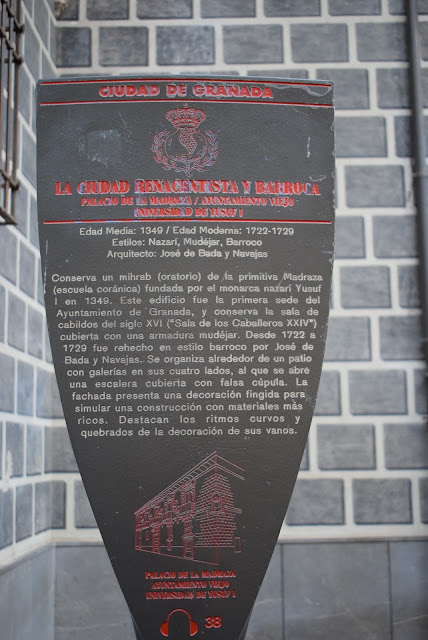 CIUDAD DE GRANADA
LA CIUDAD RENACENTISTA Y BARROCA
PALACIO DE LA MADRAZA / AYUNTAMIENTO VIEJO
UNIVERSIDAD DE YUSUF I
Edad Media: 1349 / Edad Moderna: 1722-1729
Estilos: Nazarí, Mudéjar, Barroco
Arquitecto: José de Bada y Navajas
Conserva un mihrab (oratorio) de la primitiva Madraza
(escuela coránica) fundada por el monarca nazarí Yusuf
I en 1349. Este edificio fue la primera sede del
Ayuntamiento de Granada, y conserva la sala de
cabildos del siglo XVI ("Sala de los Caballeros XXIV")
cubierta con una armadura mudéjar. Desde 1722 a
1729 fue rehecho en estilo barroco por José de
Bada y Navajas. Se organiza alrededor de un patio
con galerías en sus cuatro lados, al que se abre
una escalera cubierta con falsa cúpula. La
fachada presenta una decoración fingida para
simular una construcción con materiales más
ricos. Destacan los ritmos curvos y
quebrados de la decoración de sus vanos.
PALACIO DE LA MADRAZA
AYUNTAMIENTO VIEJO
UNIVERSIDAD DE YUSUF I
38